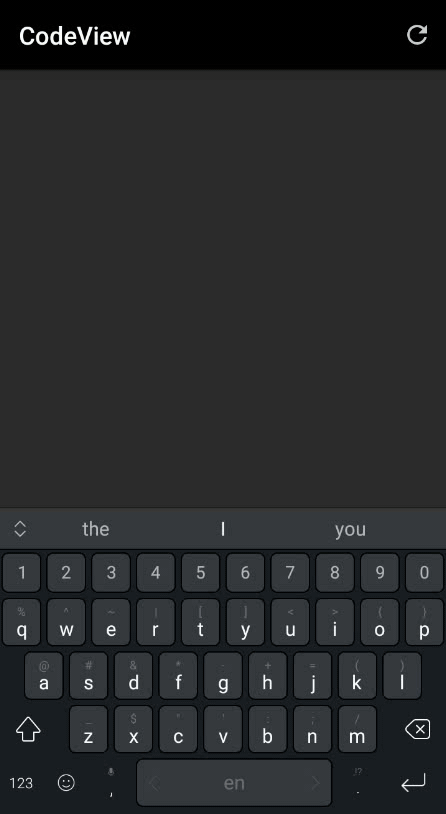 CodeView
the I you
1 2 3 4 5 6 7 8 9 0
% ^ ~ | [ ] < > { }
q w e r t y u i o p
@ # & * - + = ( )
a s d f g h j k l
_ $ " ' : ; /
z x c v b n m
,!?
123 , en .